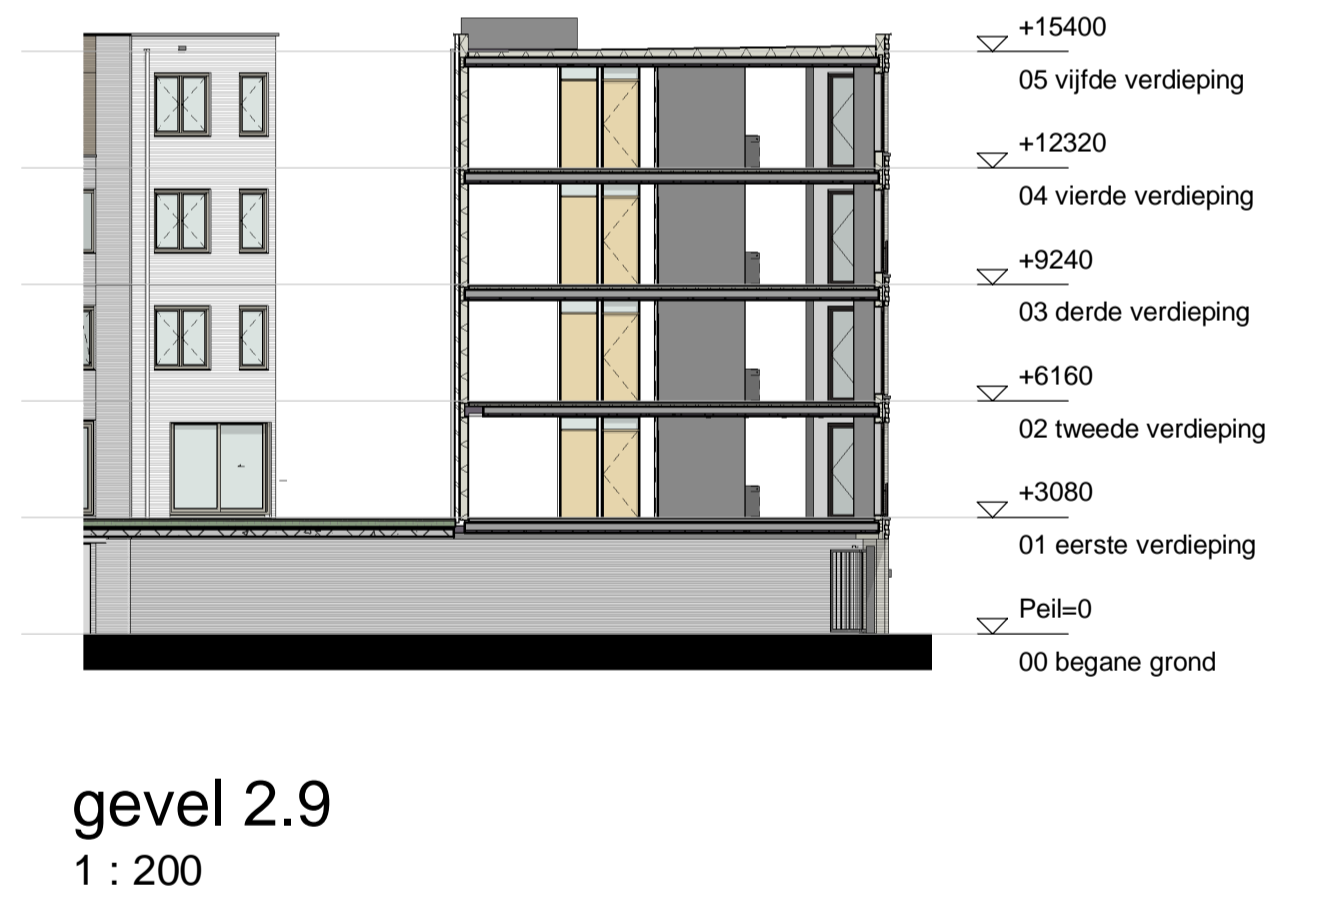 +15400
05 vijfde verdieping
+12320
04 vierde verdieping
+9240
03 derde verdieping
+6160
02 tweede verdieping
+3080
01 eerste verdieping
Peil=0
00 begane grond
gevel 2.9
1 : 200